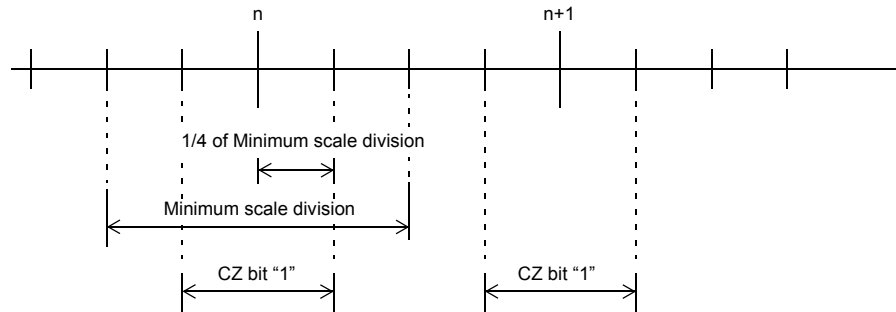 n
n+1
1/4 of Minimum scale division
Minimum scale division
CZ bit “1”
CZ bit “1”